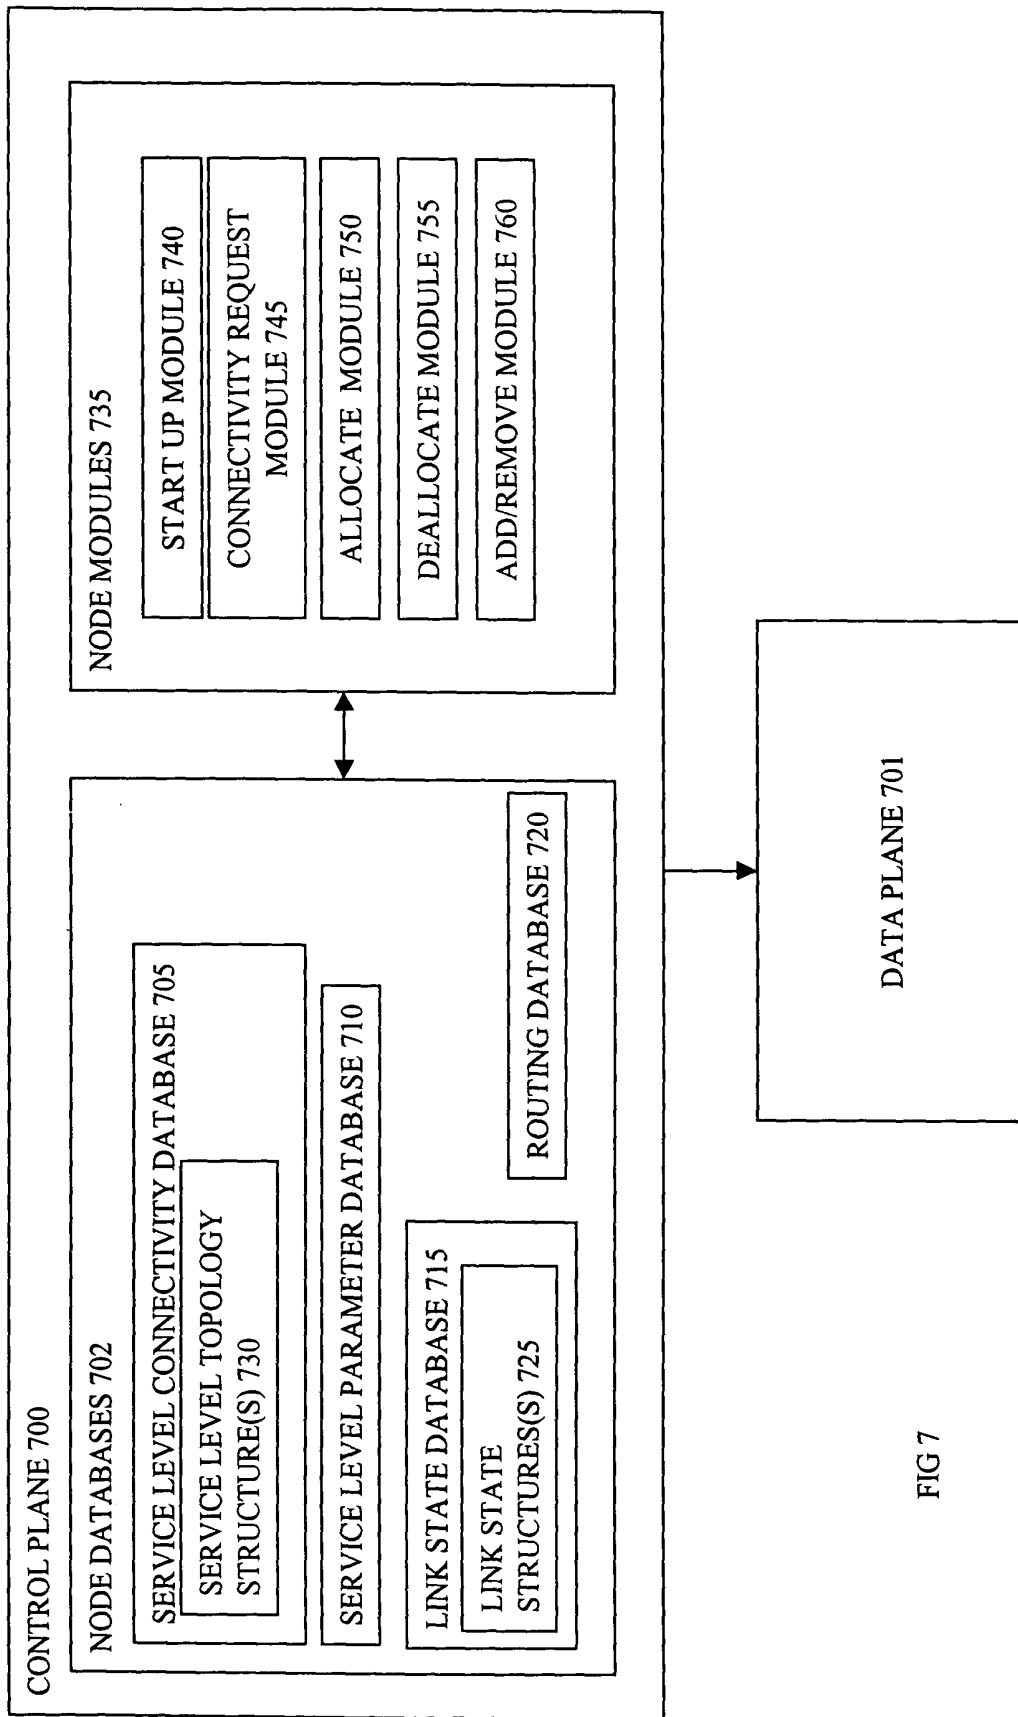 CONTROL PLANE 700
NODE DATABASES 702
SERVICE LEVEL CONNECTIVITY DATABASE 705
SERVICE LEVEL TOPOLOGY
STRUCTURE(S) 730
SERVICE LEVEL PARAMETER DATABASE 710
LINK STATE DATABASE 715
LINK STATE
STRUCTURES(S) 725
ROUTING DATABASE 720
NODE MODULES 735
START UP MODULE 740
CONNECTIVITY REQUEST
MODULE 745
ALLOCATE MODULE 750
DEALLOCATE MODULE 755
ADD/REMOVE MODULE 760
DATA PLANE 701
FIG 7